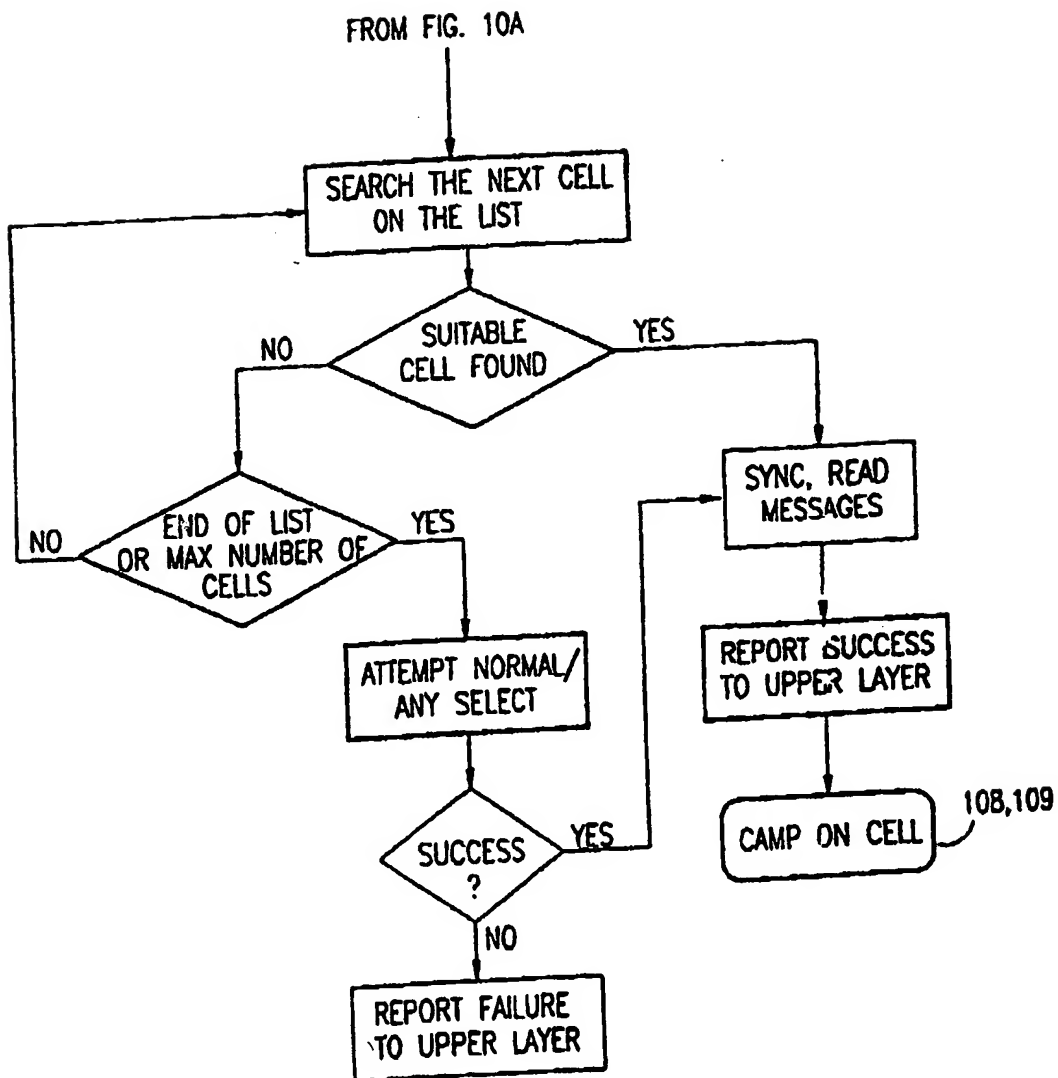 FROM FIG. 10A
SEARCH THE NEXT CELL
ON THE LIST
SUITABLE
CELL FOUND
NO
YES
END OF LIST
OR MAX NUMBER OF
CELLS
NO
YES
SYNC, READ
MESSAGES
ATTEMPT NORMAL/
ANY SELECT
REPORT SUCCESS
TO UPPER LAYER
SUCCESS
?
YES
NO
CAMP ON CELL
108,109
REPORT FAILURE
TO UPPER LAYER